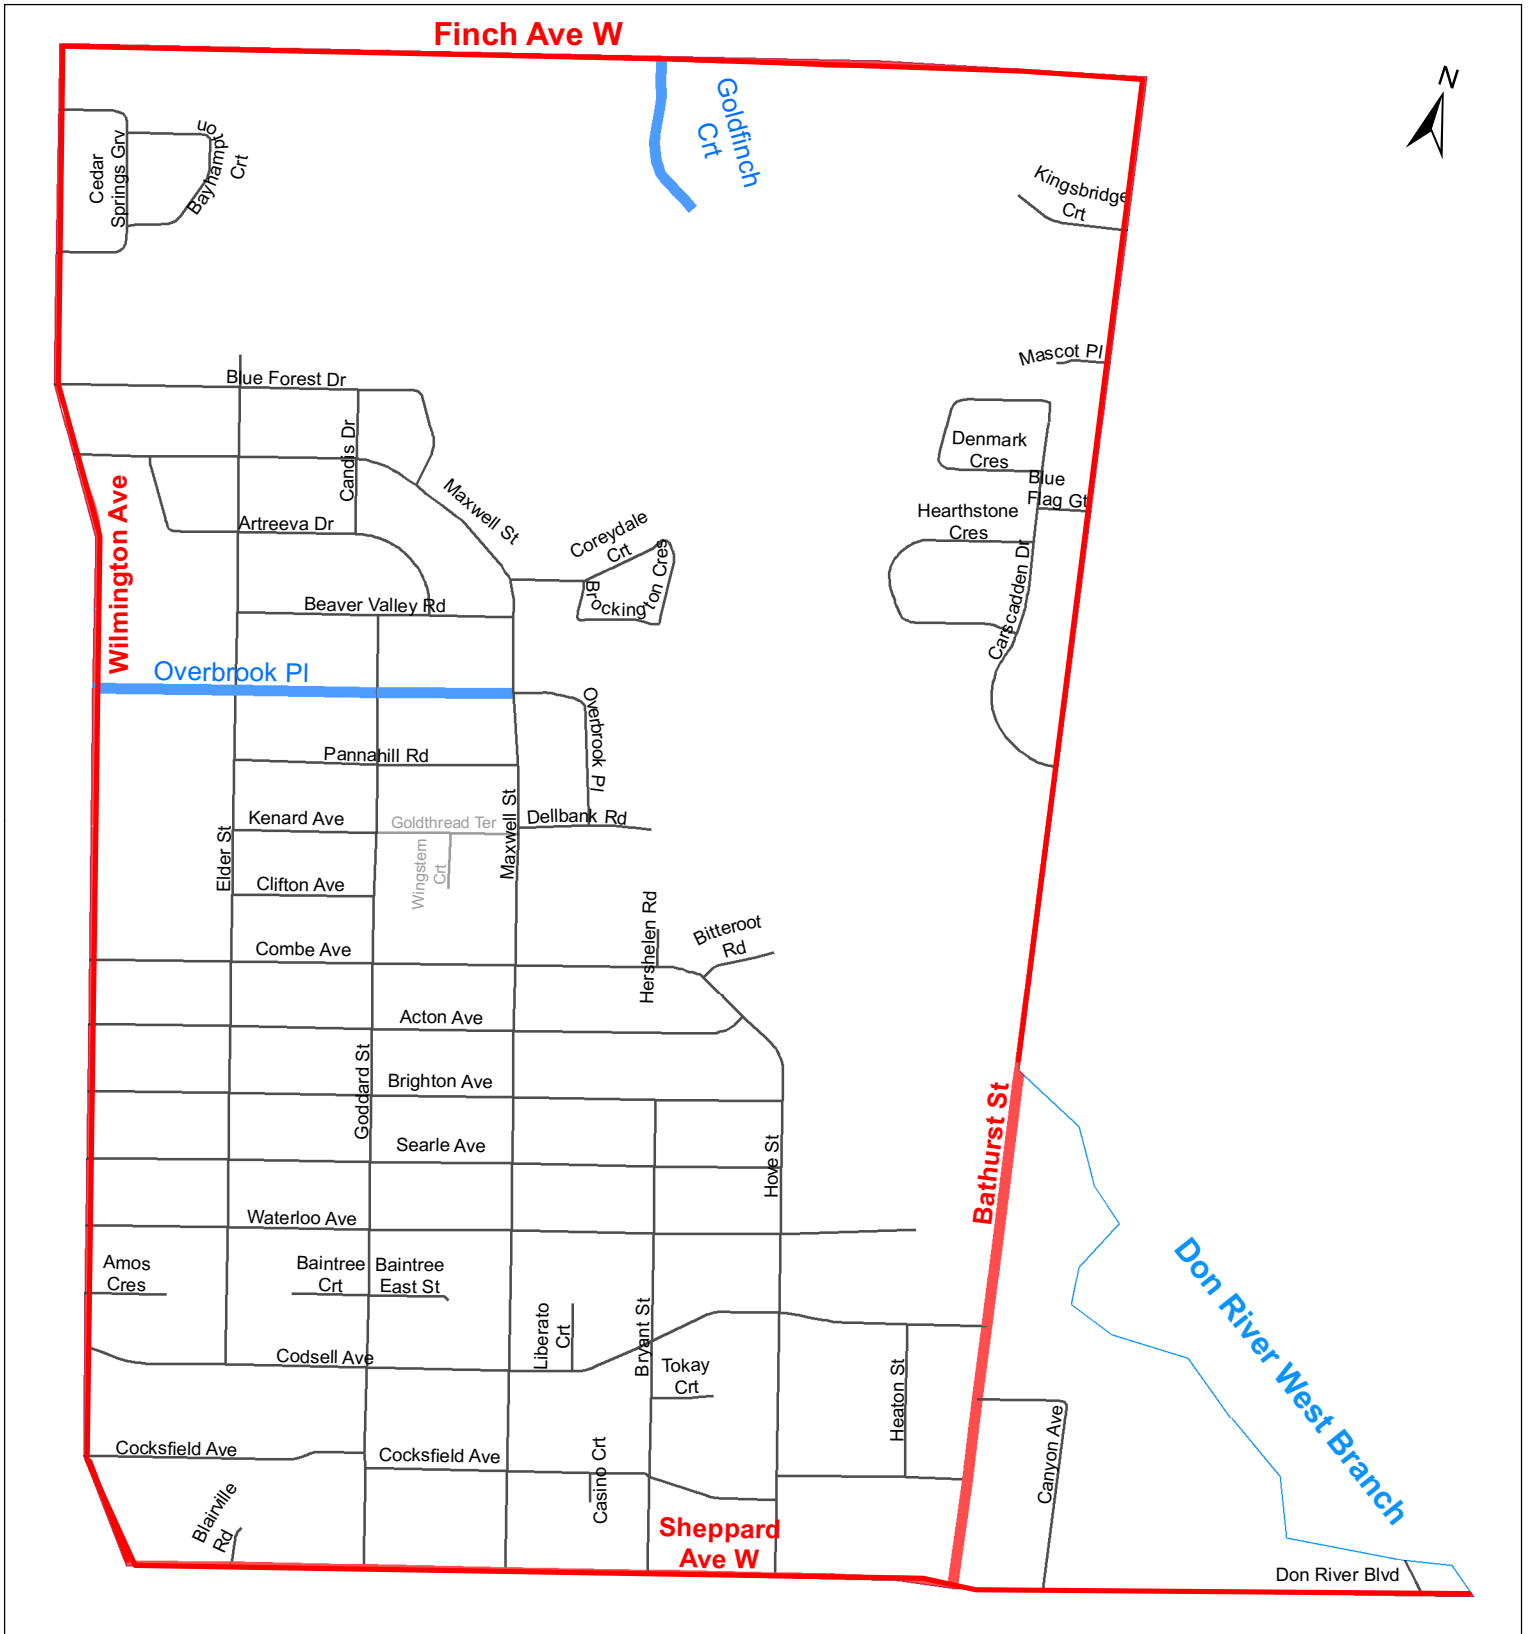 Finch Ave W
N
Goldfinch
Crt
Cedar
Springs Grv
Bayhampton
Crt
Kingsbridge
Crt
Mascot Pl
Blue Forest Dr
Candis Dr
Maxwell St
Denmark
Cres
Blue
Flag Gt
Hearthstone
Cres
Carscadden Dr
Wilmington Ave
Artreeva Dr
Coreydale
Crt
Brockington Cres
Beaver Valley Rd
Overbrook Pl
Overbrook Pl
Pannahill Rd
Kenard Ave
Goldthread Ter
Wingstem
Crt
Maxwell St
Dellbank Rd
Elder St
Clifton Ave
Combe Ave
Hershelen Rd
Bitteroot
Rd
Acton Ave
Goddard St
Brighton Ave
Searle Ave
Hove St
Bathurst St
Waterloo Ave
Amos
Cres
Baintree
Crt
Baintree
East St
Liberato
Crt
Bryant St
Codsell Ave
Tokay
Crt
Heaton St
Don River West Branch
Canyon Ave
Cocksfield Ave
Cocksfield Ave
Casino Crt
Blairville
Rd
Sheppard
Ave W
Don River Blvd